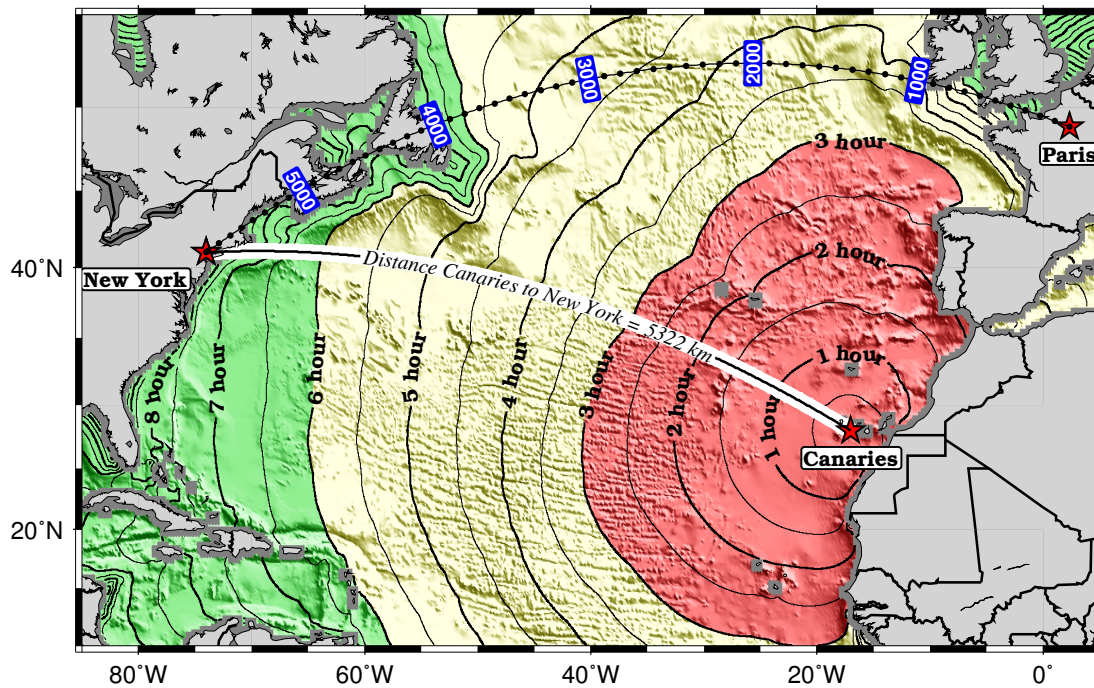 1000
2000
3000
4000
5000
Paris
3 hour
2 hour
1 hour
New York
Distance Canaries to New York = 5322 km
8 hour
7 hour
6 hour
5 hour
4 hour
3 hour
2 hour
1 hour
Canaries
40°N
20°N
80°W
60°W
40°W
20°W
0°